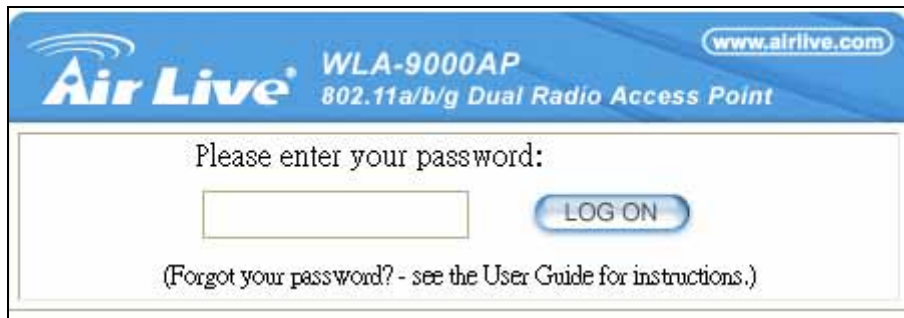 www.airlive.com
Air Live®
WLA-9000AP
802.11a/b/g Dual Radio Access Point
Please enter your password:
LOG ON
(Forgot your password? - see the User Guide for instructions.)